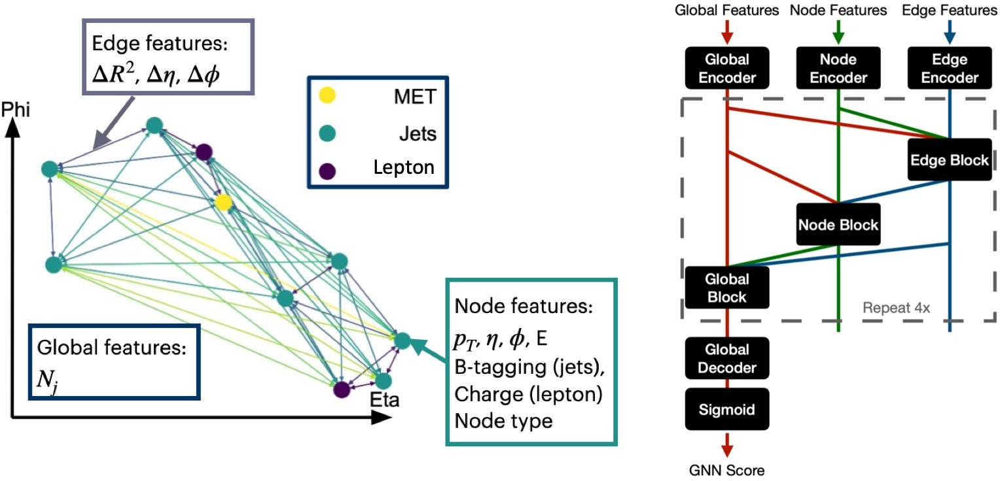 Edge features:
ΔR², Δη, Δϕ
MET
Jets
Lepton
Phi
Global features:
N_j
Eta
Node features:
p_T, η, ϕ, E
B-tagging (jets),
Charge (lepton)
Node type
Global Features Node Features Edge Features
Global
Encoder
Node
Encoder
Edge
Encoder
Edge Block
Node Block
Global
Block
Repeat 4x
Global
Decoder
Sigmoid
GNN Score